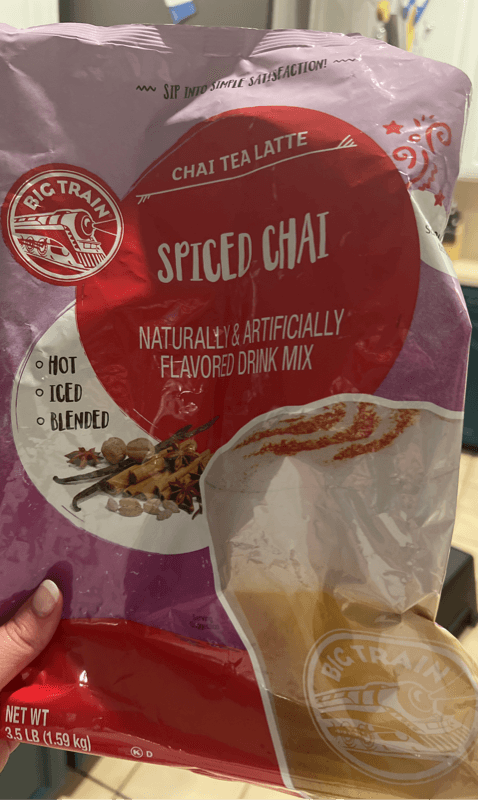 SIP INTO SIMPLE SATISFACTION!
CHAI TEA LATTE
BIG TRAIN
SPICED CHAI
NATURALLY & ARTIFICIALLY
FLAVORED DRINK MIX
HOT
ICED
BLENDED
BIG TRAIN
NET WT
3.5 LB (1.59 kg)
K D